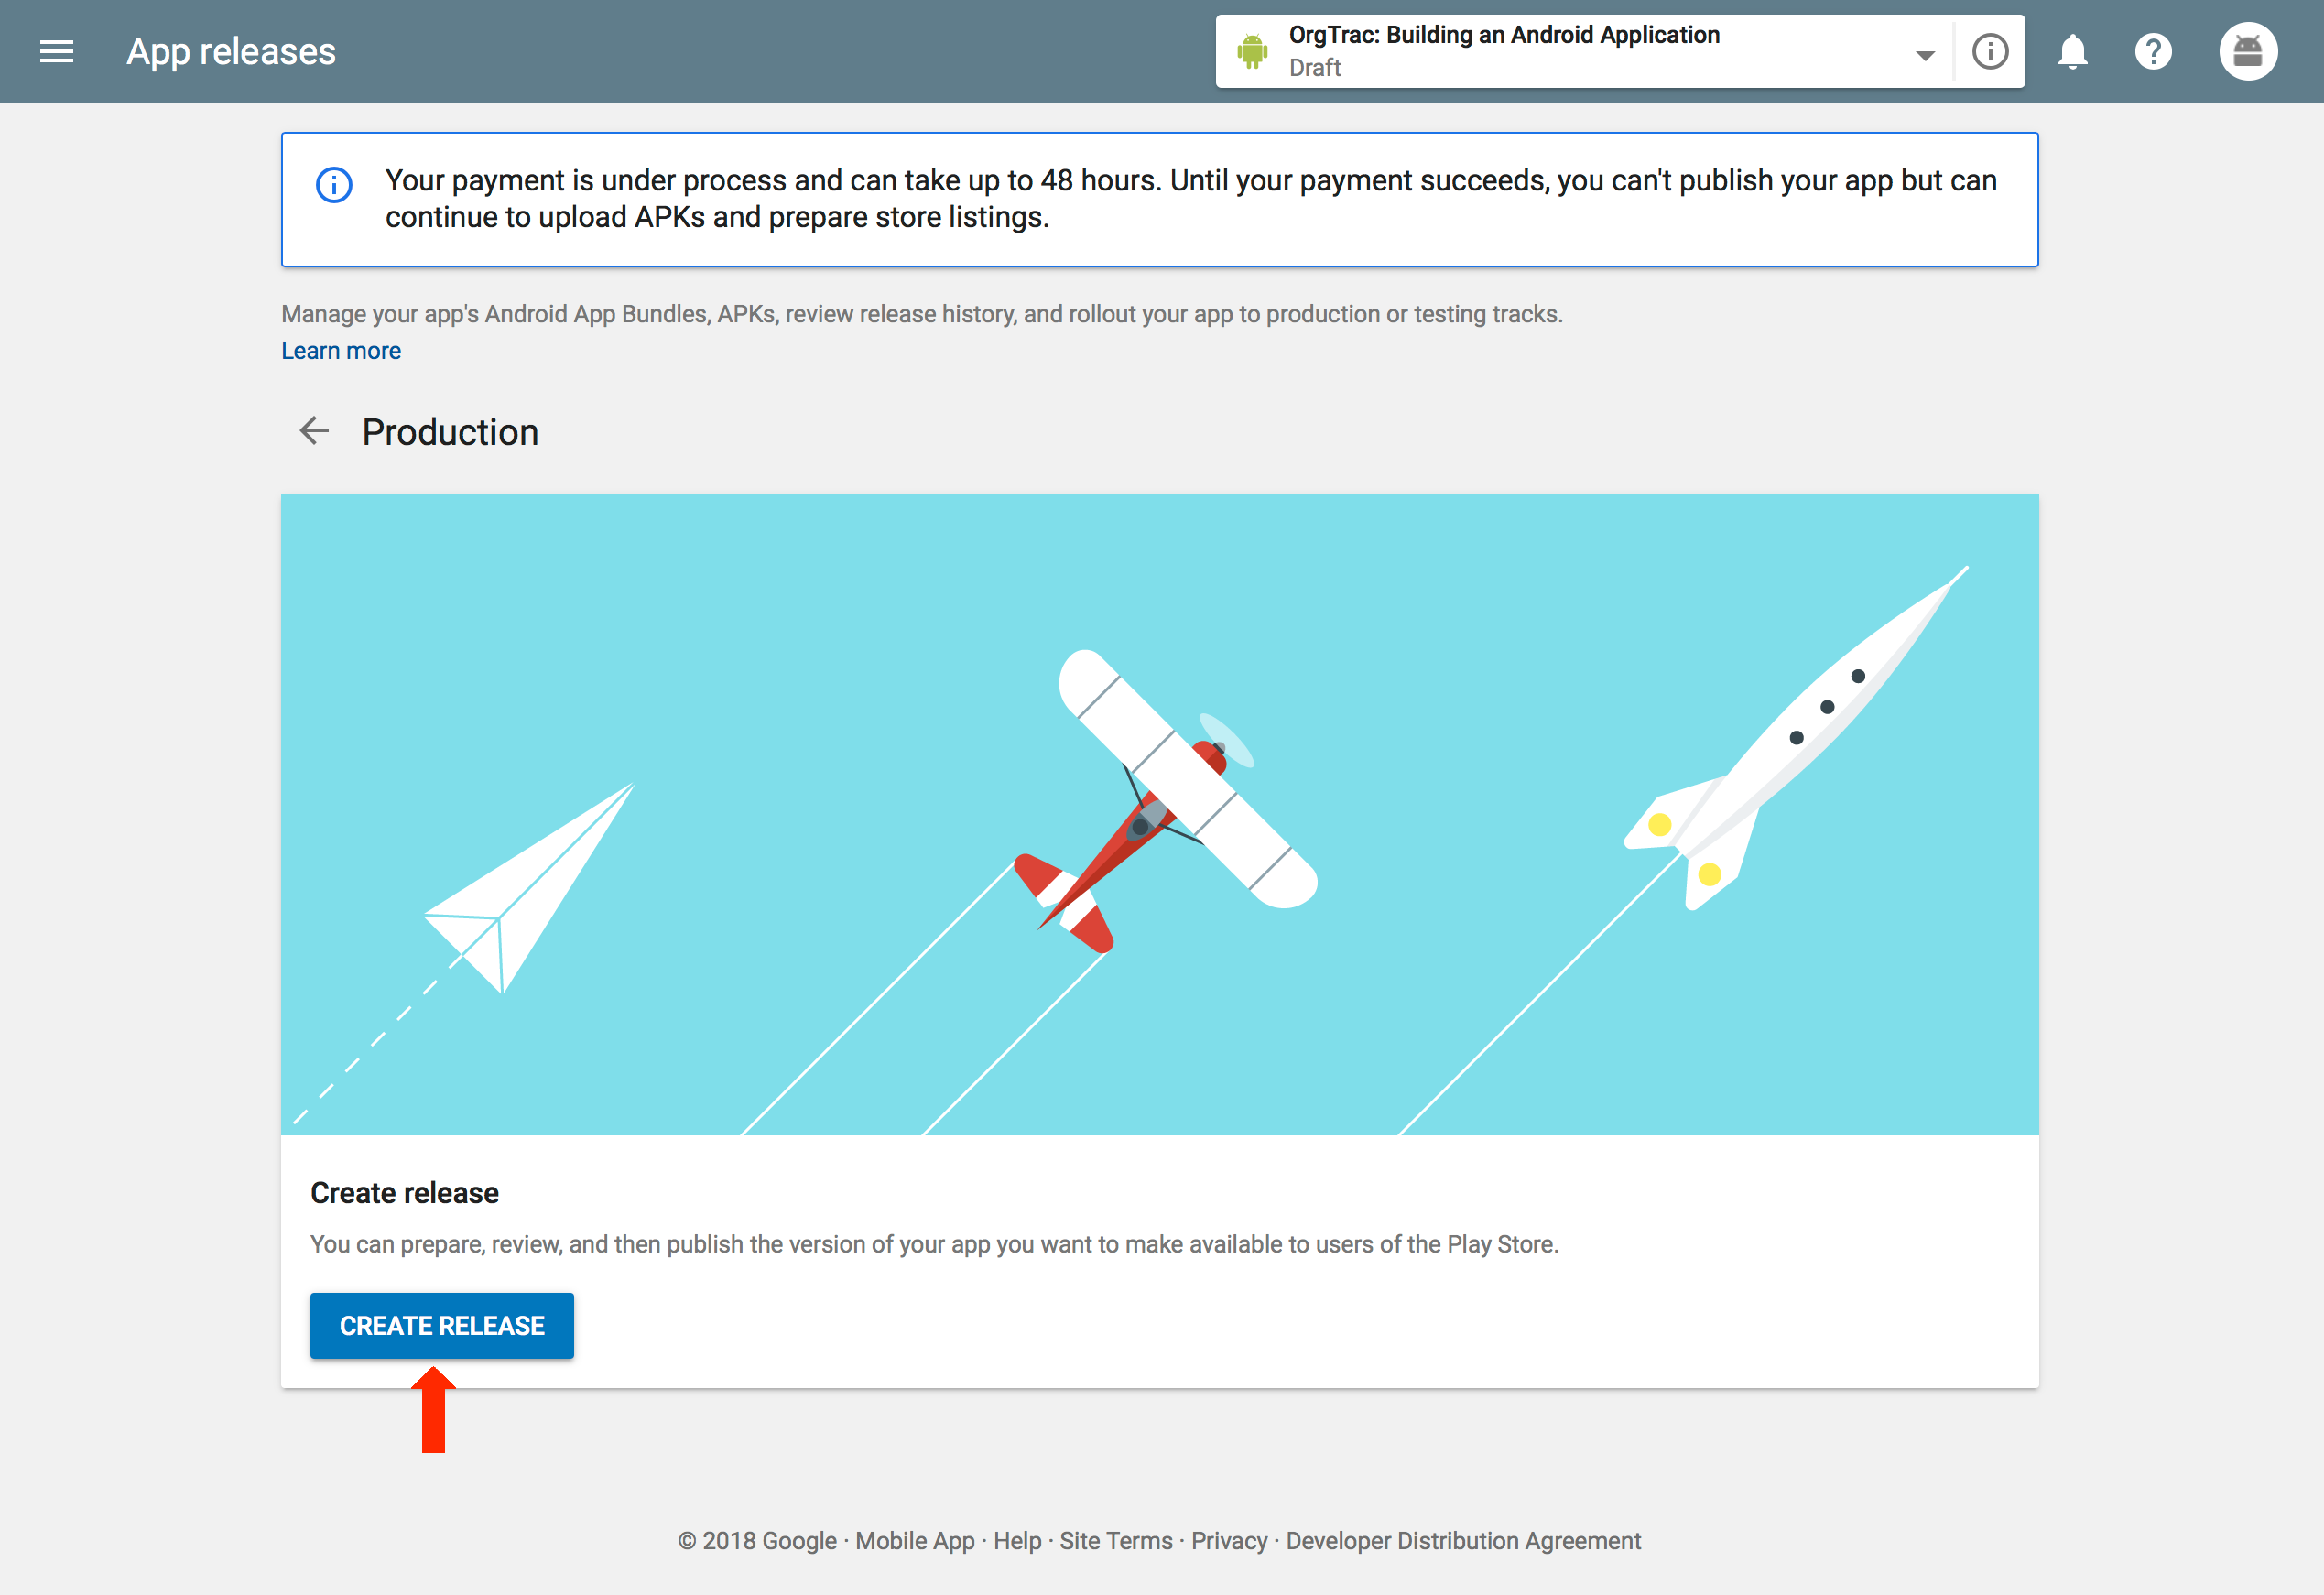 App releases
OrgTrac: Building an Android Application
Draft
Your payment is under process and can take up to 48 hours. Until your payment succeeds, you can't publish your app but can
continue to upload APKs and prepare store listings.
Manage your app's Android App Bundles, APKs, review release history, and rollout your app to production or testing tracks.
Learn more
Production
Create release
You can prepare, review, and then publish the version of your app you want to make available to users of the Play Store.
CREATE RELEASE
© 2018 Google · Mobile App · Help · Site Terms · Privacy · Developer Distribution Agreement